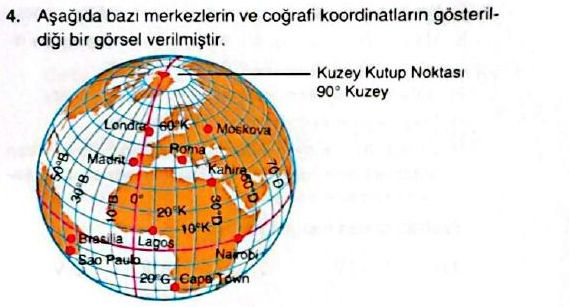 4. Aşağıda bazı merkezlerin ve coğrafi koordinatların gösteril-
diği bir görsel verilmiştir.
Kuzey Kutup Noktası
90° Kuzey
Londra 60°K Moskova
Madrit Roma
Kahire 60°D 70°D
50°B 30°B 10°B 0° 20°K 30°D
10°K
Brasilia Lagos Nairobi
Sao Paulo
20°G Cape Town